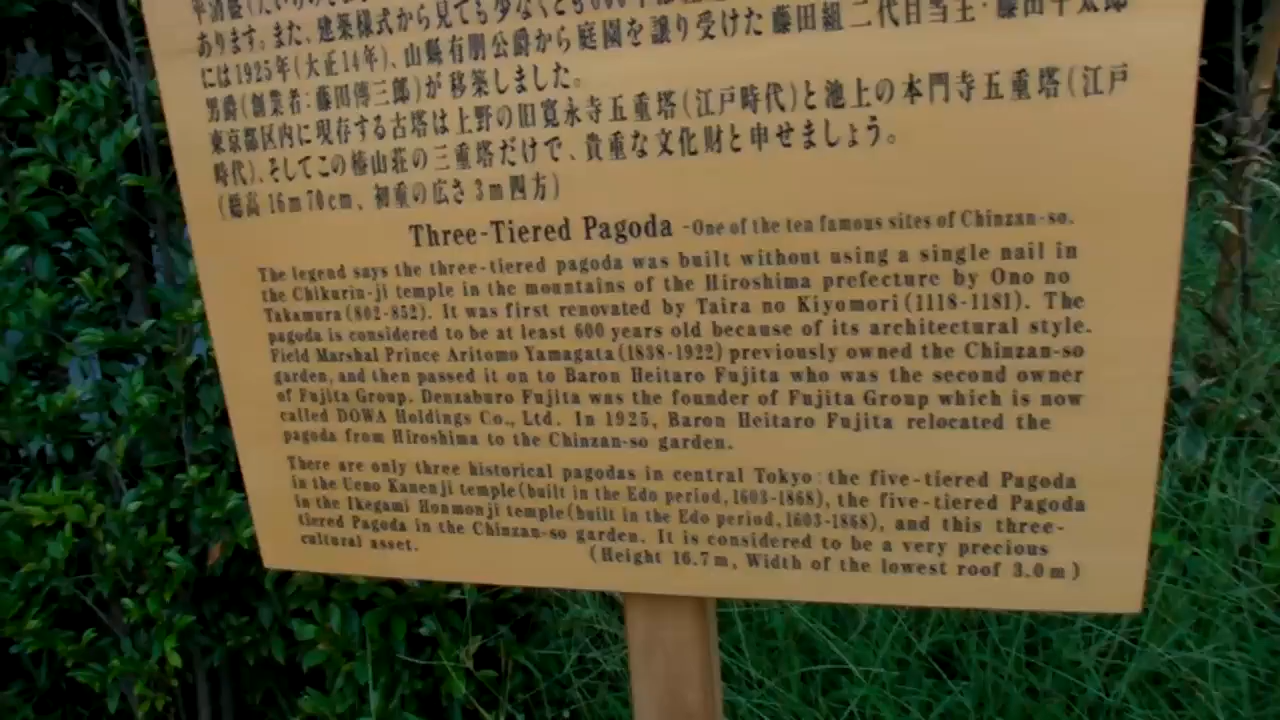 あります。また、建築様式から見ても少なくとも600年
には1925年(大正14年)、山縣有朋公爵から庭園を譲り受けた藤田組二代目当主・藤田平太郎
男爵(創業者:藤田傳三郎)が移築しました。
東京都区内に現存する古塔は上野の旧寛永寺五重塔(江戸時代)と池上の本門寺五重塔(江戸
時代)、そしてこの椿山荘の三重塔だけで、貴重な文化財と申せましょう。
(総高16m70cm、初重の広さ3m四方)
Three-Tiered Pagoda -One of the ten famous sites of Chinzan-so.
The legend says the three-tiered pagoda was built without using a single nail in
the Chikurin-ji temple in the mountains of the Hiroshima prefecture by Ono no
Takamura(802-852). It was first renovated by Taira no Kiyomori(1118-1181). The
pagoda is considered to be at least 600 years old because of its architectural style.
Field Marshal Prince Aritomo Yamagata(1838-1922) previously owned the Chinzan-so
garden, and then passed it on to Baron Heitaro Fujita who was the second owner
of Fujita Group. Denzaburo Fujita was the founder of Fujita Group which is now
called DOWA Holdings Co., Ltd. In 1925, Baron Heitaro Fujita relocated the
pagoda from Hiroshima to the Chinzan-so garden.
There are only three historical pagodas in central Tokyo:the five-tiered Pagoda
in the Ueno Kanenji temple(built in the Edo period,1603-1868), the five-tiered Pagoda
in the Ikegami Honmonji temple(built in the Edo period,1603-1868), and this three-
tiered Pagoda in the Chinzan-so garden. It is considered to be a very precious
cultural asset.
(Height 16.7m, Width of the lowest roof 3.0m)